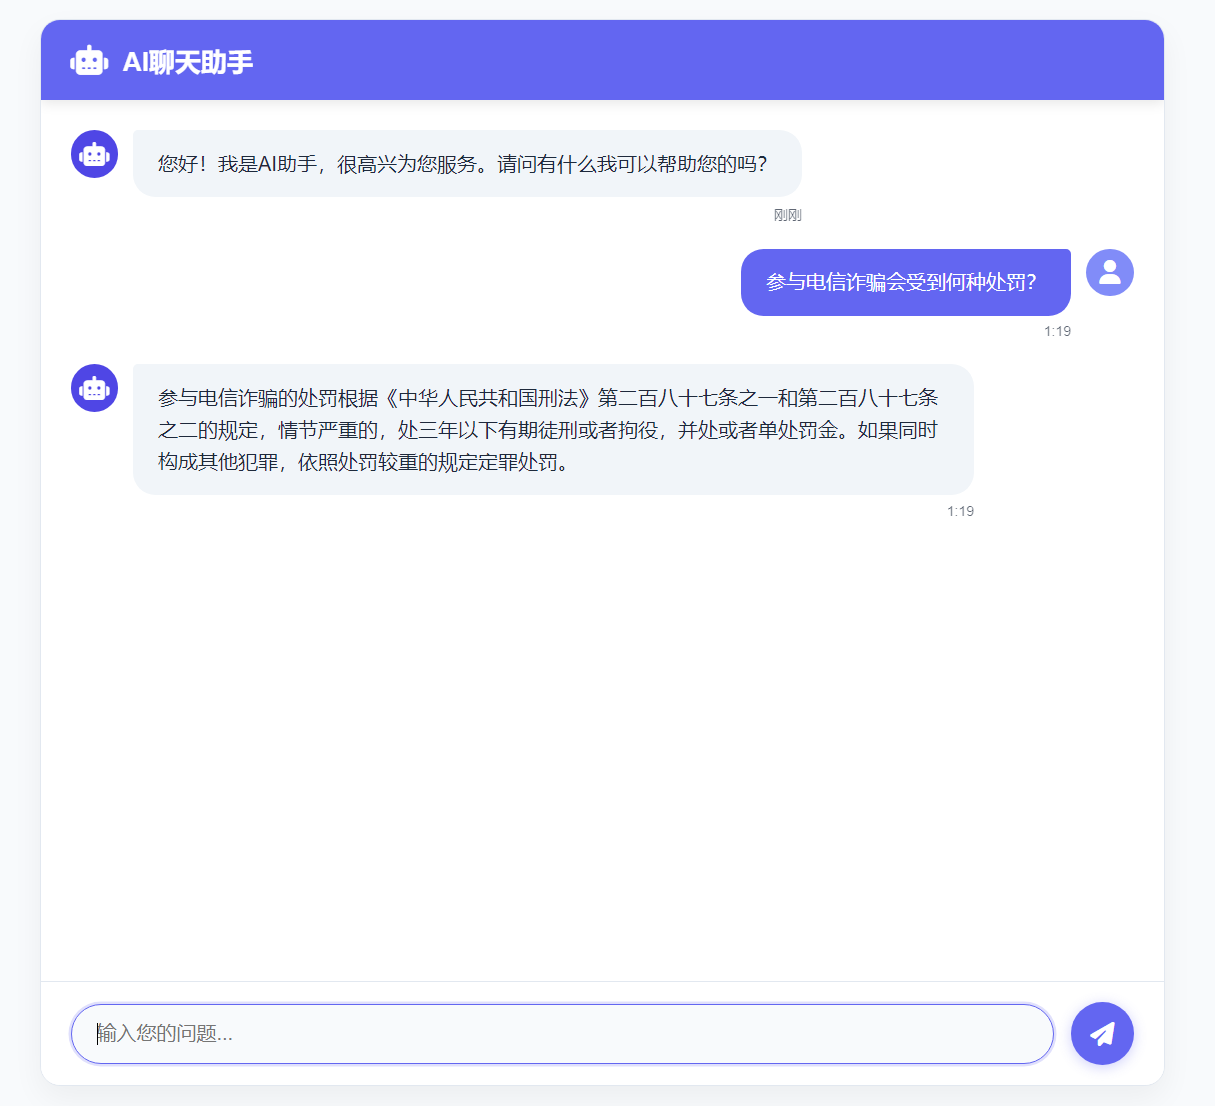 AI聊天助手
您好！我是AI助手，很高兴为您服务。请问有什么我可以帮助您的吗？
刚刚
参与电信诈骗会受到何种处罚？
1:19
参与电信诈骗的处罚根据《中华人民共和国刑法》第二百八十七条之一和第二百八十七条
之二的规定，情节严重的，处三年以下有期徒刑或者拘役，并处或者单处罚金。如果同时
构成其他犯罪，依照处罚较重的规定定罪处罚。
1:19
输入您的问题...